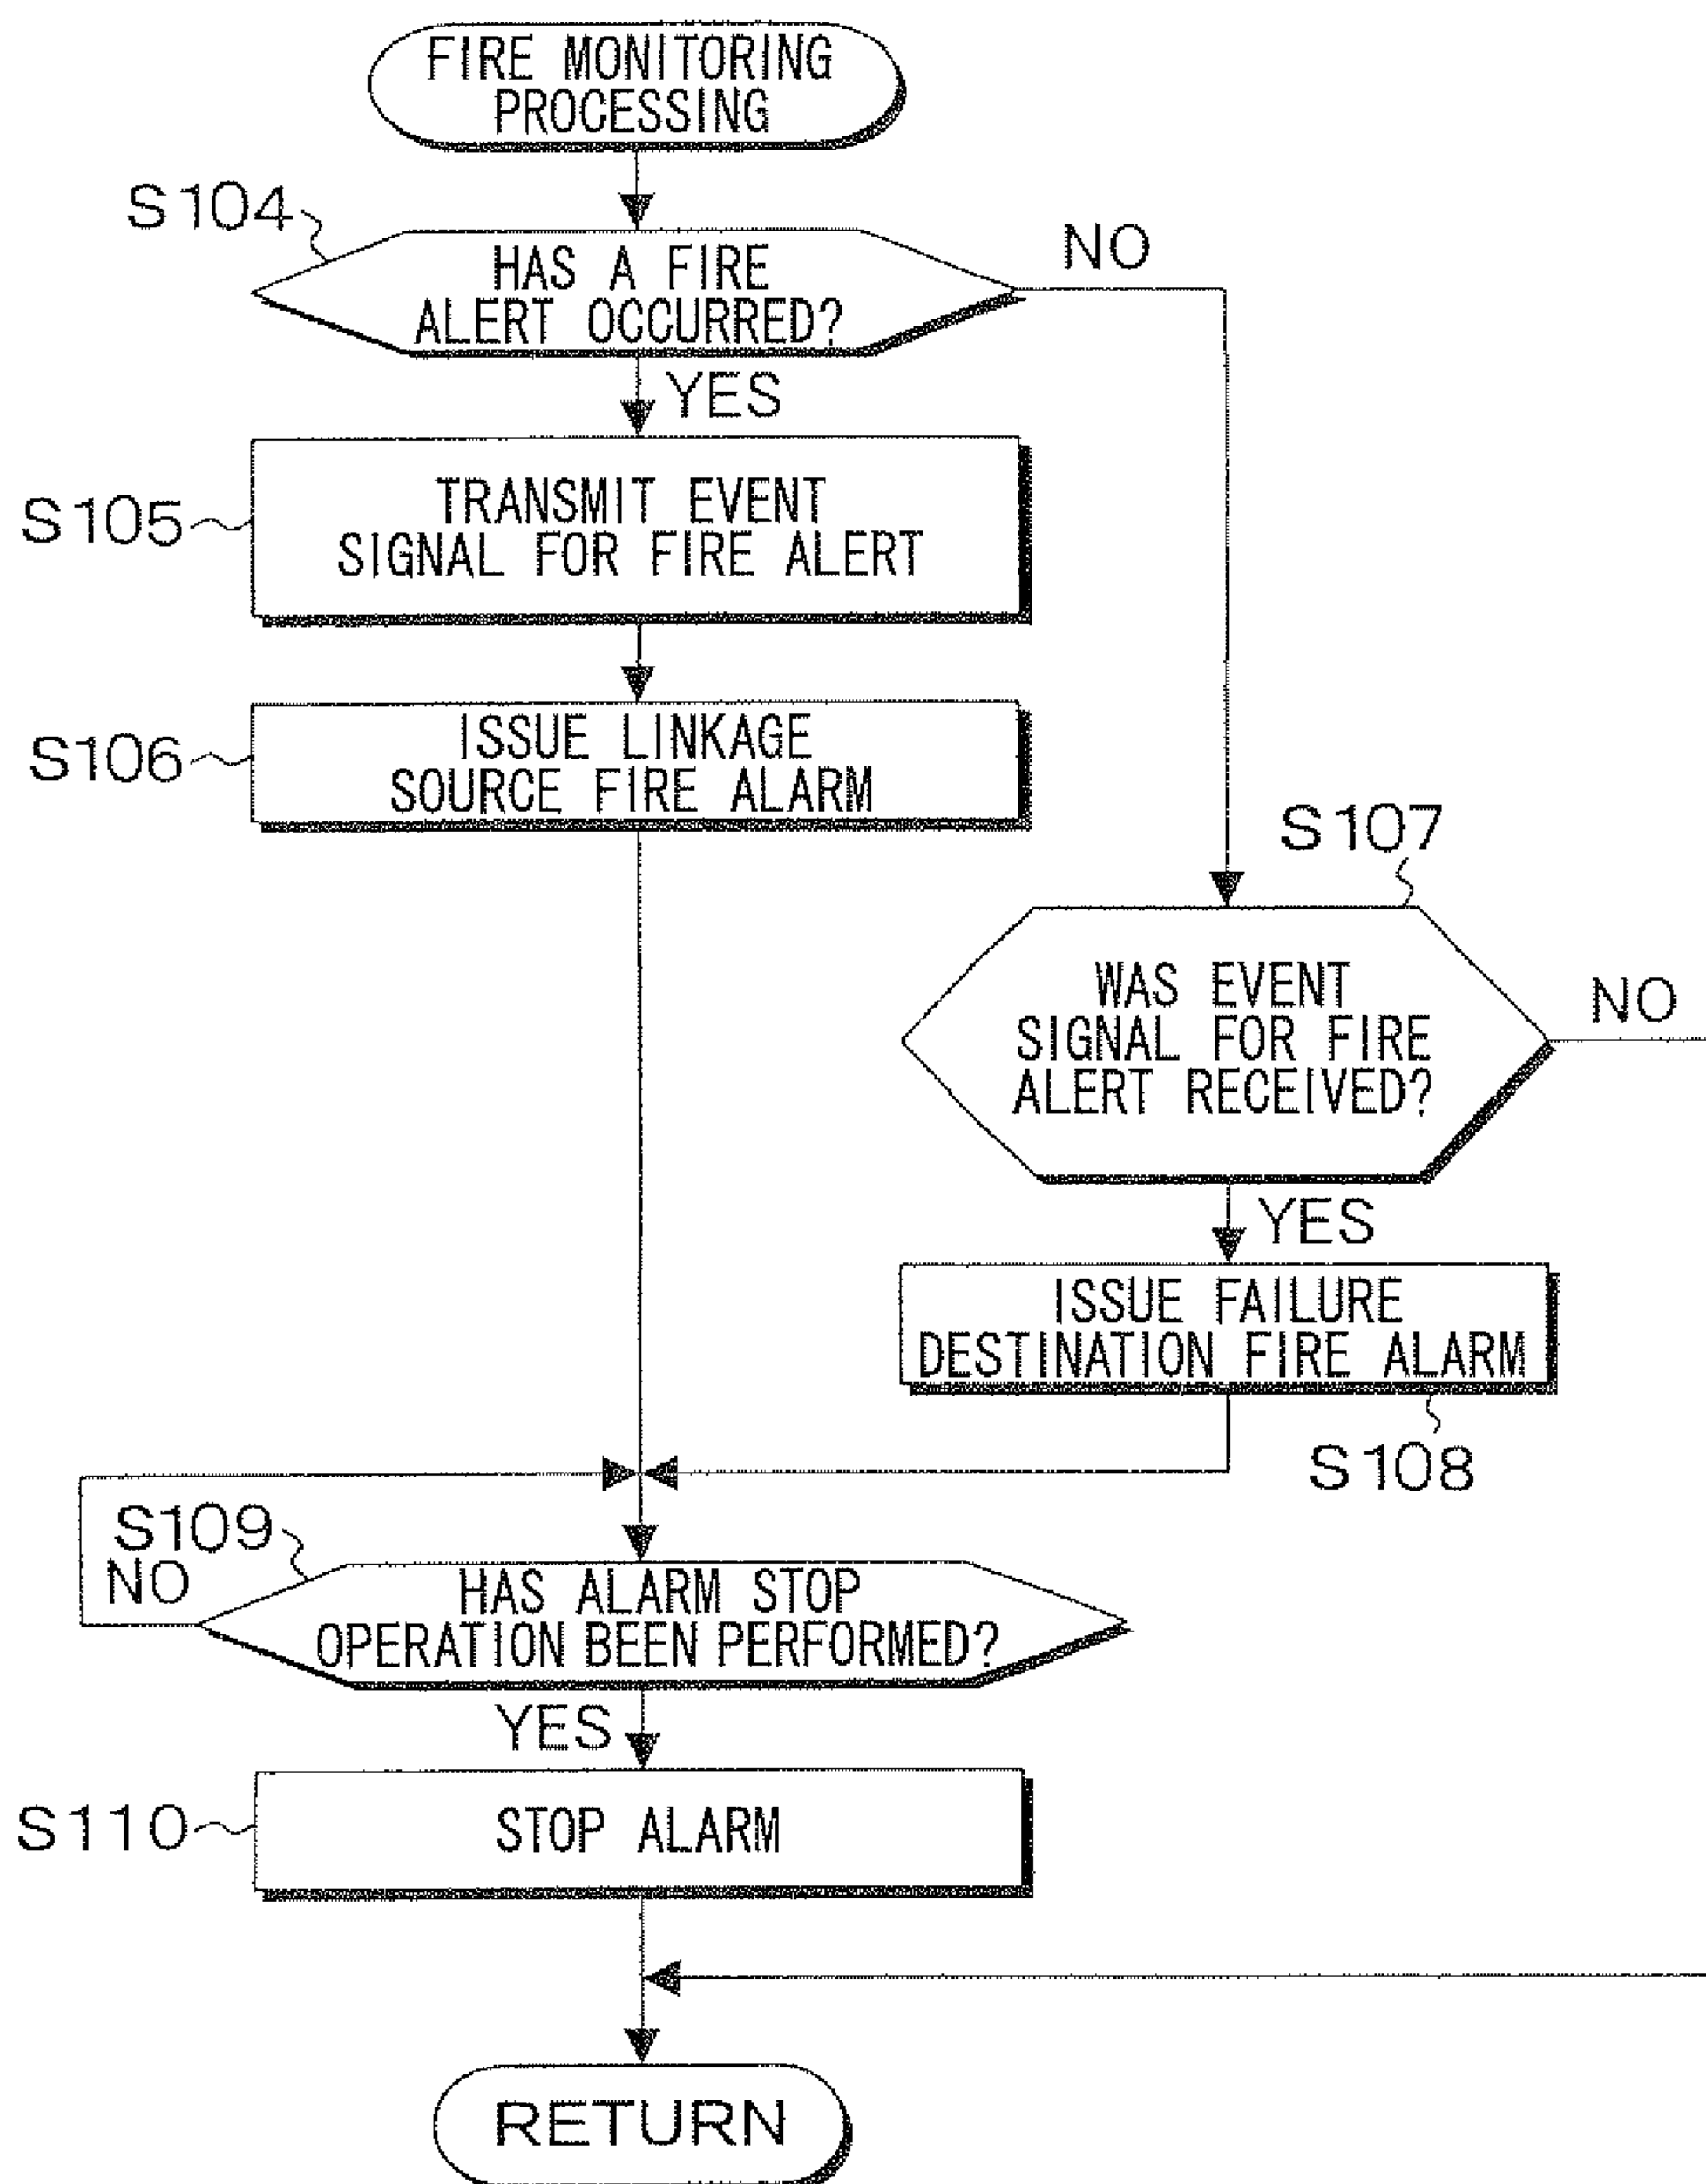 FIRE MONITORING
PROCESSING
S104
HAS A FIRE
ALERT OCCURRED?
NO
YES
S105
TRANSMIT EVENT
SIGNAL FOR FIRE ALERT
S106
ISSUE LINKAGE
SOURCE FIRE ALARM
S107
WAS EVENT
SIGNAL FOR FIRE
ALERT RECEIVED?
NO
YES
ISSUE FAILURE
DESTINATION FIRE ALARM
S108
S109
NO
HAS ALARM STOP
OPERATION BEEN PERFORMED?
YES
S110
STOP ALARM
RETURN